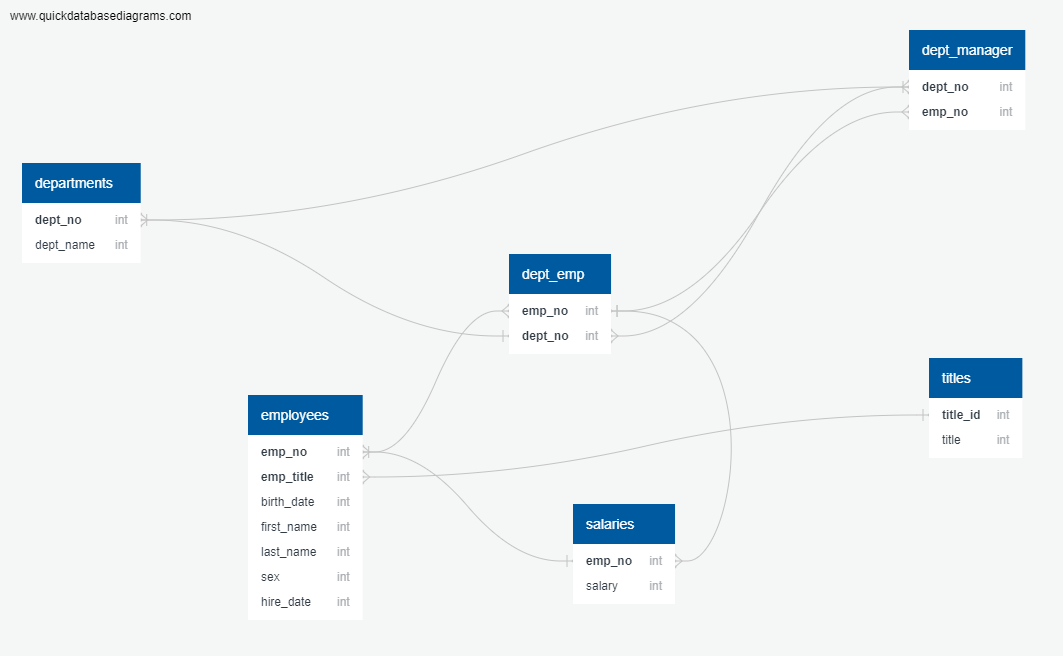 www.quickdatabasediagrams.com
dept_manager
dept_no int
emp_no int
departments
dept_no int
dept_name int
dept_emp
emp_no int
dept_no int
titles
title_id int
title int
employees
emp_no int
emp_title int
birth_date int
first_name int
last_name int
sex int
hire_date int
salaries
emp_no int
salary int